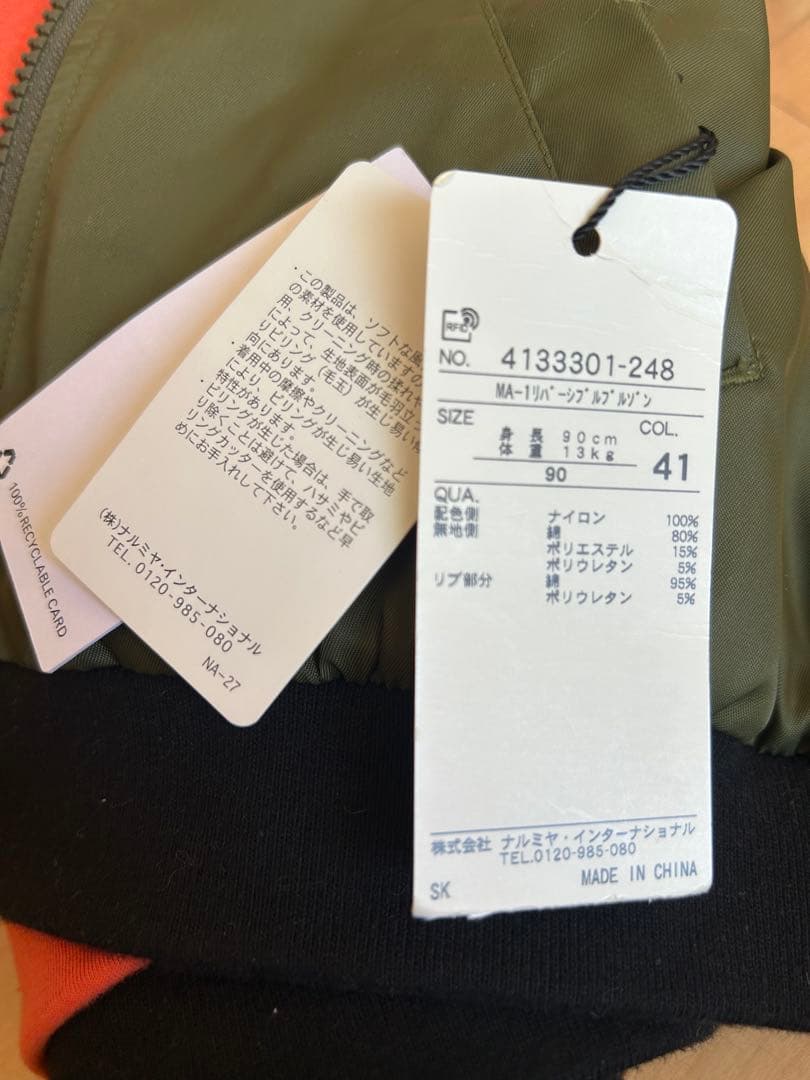 RFID
NO. 4133301-248
MA-1リバーシブルブルゾン
SIZE
COL.
身 長 90cm
体 重 13kg
90
41
QUA.
配色側 ナイロン 100%
無地側 綿 80%
ポリエステル 15%
ポリウレタン 5%
リブ部分 綿 95%
ポリウレタン 5%
株式会社 ナルミヤ・インターナショナル
TEL.0120-985-080
SK MADE IN CHINA
・この製品は、ソフトな風
の素材を使用していますの
用、クリーニング時の揉れや
によって、生地表面が毛羽立っ
りピリング(毛玉)が生じ易い
向にあります。
・着用中の摩擦やクリーニングなど
により、ピリングが生じ易い生地
特性があります。
・ピリングが生じた場合は、手で取
り除くことは避けて、ハサミやピ
リングカッターを使用するなど早
めにお手入れして下さい。
(株)ナルミヤ・インターナショナル
TEL.0120-985-080
NA-27
100%RECYCLABLE CARD